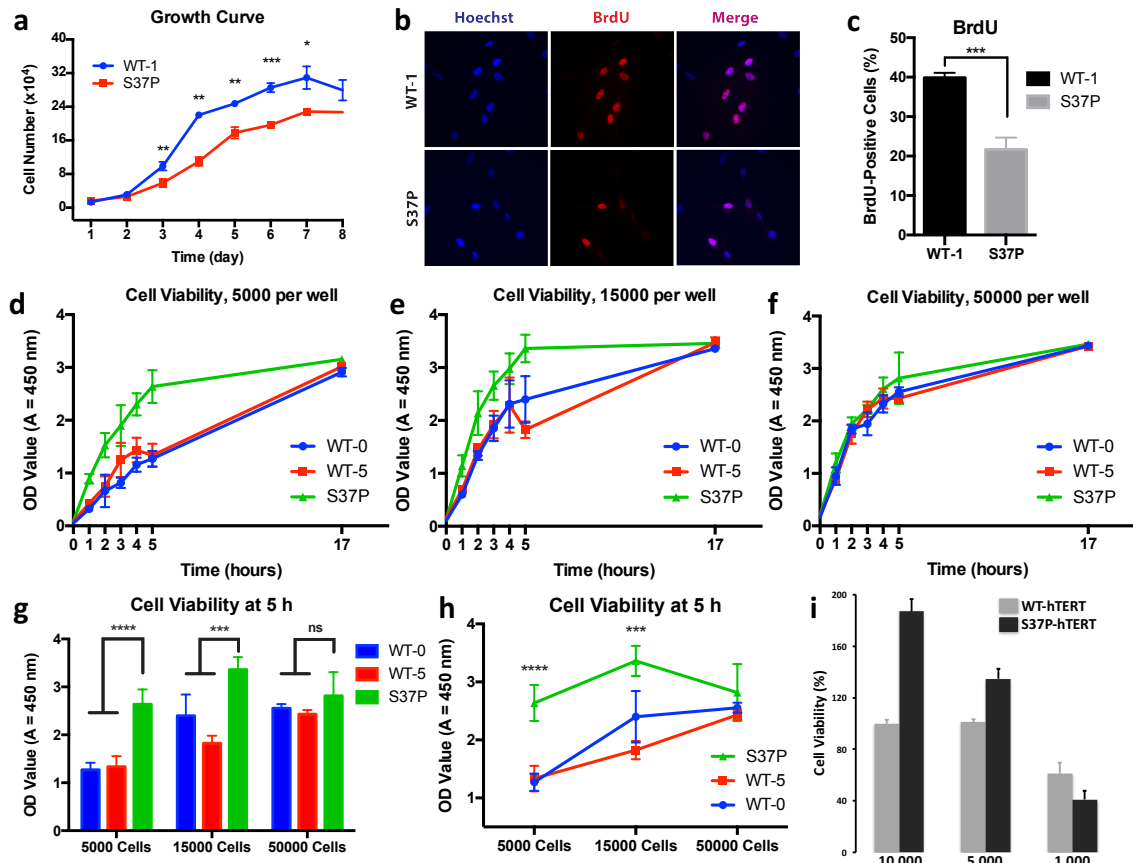 a
Growth Curve
Cell Number (x10⁴)
40
32
24
16
8
0
WT-1
S37P
**
**
**
***
*
1 2 3 4 5 6 7 8
Time (day)
b
Hoechst BrdU Merge
WT-1
S37P
c
BrdU
BrdU-Positive Cells (%)
50
40
30
20
10
0
***
WT-1
S37P
WT-1 S37P
d
Cell Viability, 5000 per well
OD Value (A = 450 nm)
4
3
2
1
0
WT-0
WT-5
S37P
0 1 2 3 4 5 17
Time (hours)
e
Cell Viability, 15000 per well
OD Value (A = 450 nm)
4
3
2
1
0
WT-0
WT-5
S37P
0 1 2 3 4 5 17
Time (hours)
f
Cell Viability, 50000 per well
OD Value (A = 450 nm)
4
3
2
1
0
WT-0
WT-5
S37P
0 1 2 3 4 5 17
Time (hours)
g
Cell Viability at 5 h
OD Value (A = 450 nm)
4
3
2
1
0
****
***
ns
WT-0
WT-5
S37P
5000 Cells 15000 Cells 50000 Cells
h
Cell Viability at 5 h
OD Value (A = 450 nm)
4
3
2
1
****
***
S37P
WT-5
WT-0
5000 Cells 15000 Cells 50000 Cells
i
Cell Viability (%)
200
160
120
80
40
0
WT-hTERT
S37P-hTERT
10,000 5,000 1,000